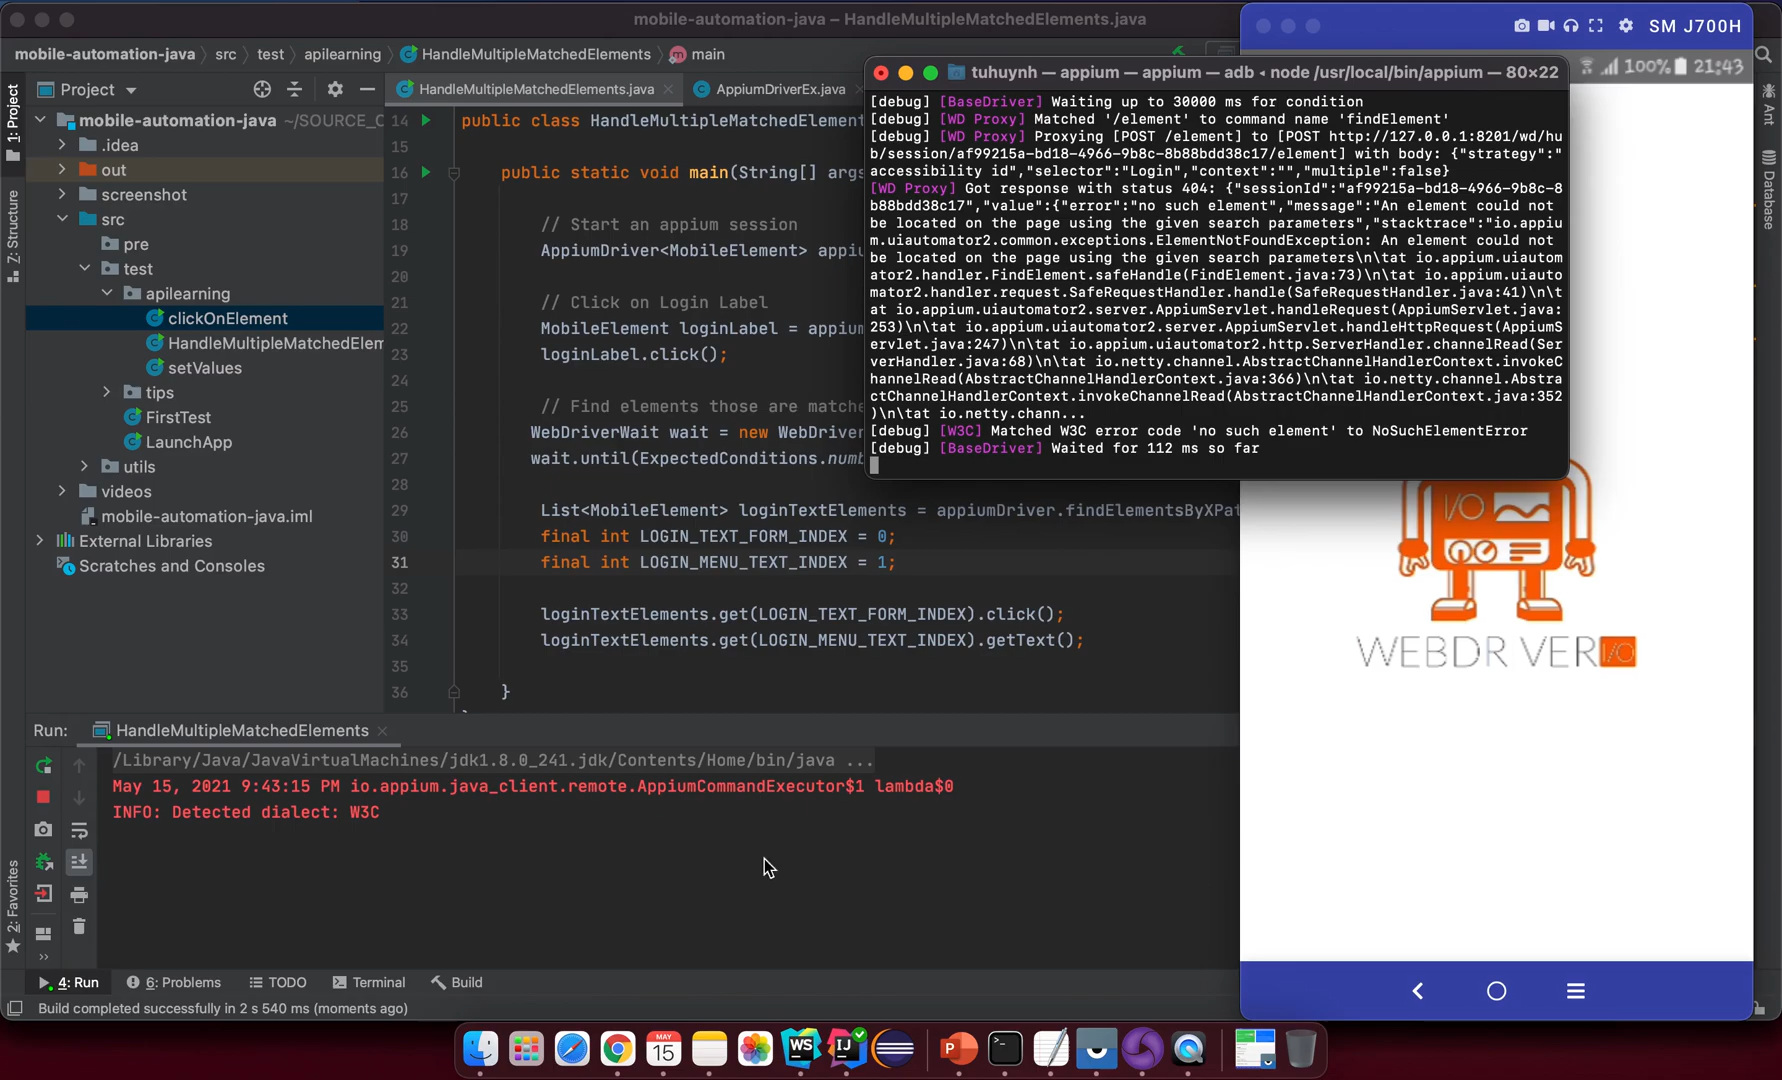 mobile-automation-java – HandleMultipleMatchedElements.java
mobile-automation-java
src
test
apilearning
HandleMultipleMatchedElements
main
Project
HandleMultipleMatchedElements.java
AppiumDriverEx.java
1: Project
7: Structure
2: Favorites
mobile-automation-java ~/SOURCE_C
.idea
out
screenshot
src
pre
test
apilearning
clickOnElement
HandleMultipleMatchedElem
setValues
tips
FirstTest
LaunchApp
utils
videos
mobile-automation-java.iml
External Libraries
Scratches and Consoles
14 public class HandleMultipleMatchedElement
15
16 public static void main(String[] args
17
18 // Start an appium session
19 AppiumDriver<MobileElement> appiu
20
21 // Click on Login Label
22 MobileElement loginLabel = appium
23 loginLabel.click();
24
25 // Find elements those are matche
26 WebDriverWait wait = new WebDriver
27 wait.until(ExpectedConditions.numb
28
29 List<MobileElement> loginTextElements = appiumDriver.findElementsByXPat
30 final int LOGIN_TEXT_FORM_INDEX = 0;
31 final int LOGIN_MENU_TEXT_INDEX = 1;
32
33 loginTextElements.get(LOGIN_TEXT_FORM_INDEX).click();
34 loginTextElements.get(LOGIN_MENU_TEXT_INDEX).getText();
35
36 }
tuhuynh — appium — appium — adb ◂ node /usr/local/bin/appium — 80×22
[debug] [BaseDriver] Waiting up to 30000 ms for condition
[debug] [WD Proxy] Matched '/element' to command name 'findElement'
[debug] [WD Proxy] Proxying [POST /element] to [POST http://127.0.0.1:8201/wd/hu
b/session/af99215a-bd18-4966-9b8c-8b88bdd38c17/element] with body: {"strategy":"
accessibility id","selector":"Login","context":"","multiple":false}
[WD Proxy] Got response with status 404: {"sessionId":"af99215a-bd18-4966-9b8c-8
b88bdd38c17","value":{"error":"no such element","message":"An element could not
be located on the page using the given search parameters","stacktrace":"io.appiu
m.uiautomator2.common.exceptions.ElementNotFoundException: An element could not
be located on the page using the given search parameters\n\tat io.appium.uiautom
ator2.handler.FindElement.safeHandle(FindElement.java:73)\n\tat io.appium.uiauto
mator2.handler.request.SafeRequestHandler.handle(SafeRequestHandler.java:41)\n\t
at io.appium.uiautomator2.server.AppiumServlet.handleRequest(AppiumServlet.java:
253)\n\tat io.appium.uiautomator2.server.AppiumServlet.handleHttpRequest(AppiumS
ervlet.java:247)\n\tat io.appium.uiautomator2.http.ServerHandler.channelRead(Ser
verHandler.java:68)\n\tat io.netty.channel.AbstractChannelHandlerContext.invokeC
hannelRead(AbstractChannelHandlerContext.java:366)\n\tat io.netty.channel.Abstra
ctChannelHandlerContext.invokeChannelRead(AbstractChannelHandlerContext.java:352
)\n\tat io.netty.chann...
[debug] [W3C] Matched W3C error code 'no such element' to NoSuchElementError
[debug] [BaseDriver] Waited for 112 ms so far
SM J700H
100% 21:43
I/O
WEBDR VERI/O
Ant
Database
Run:
HandleMultipleMatchedElements
/Library/Java/JavaVirtualMachines/jdk1.8.0_241.jdk/Contents/Home/bin/java ...
May 15, 2021 9:43:15 PM io.appium.java_client.remote.AppiumCommandExecutor$1 lambda$0
INFO: Detected dialect: W3C
4: Run
6: Problems
TODO
Terminal
Build
Build completed successfully in 2 s 540 ms (moments ago)
MAY
15
WS
IJ
P